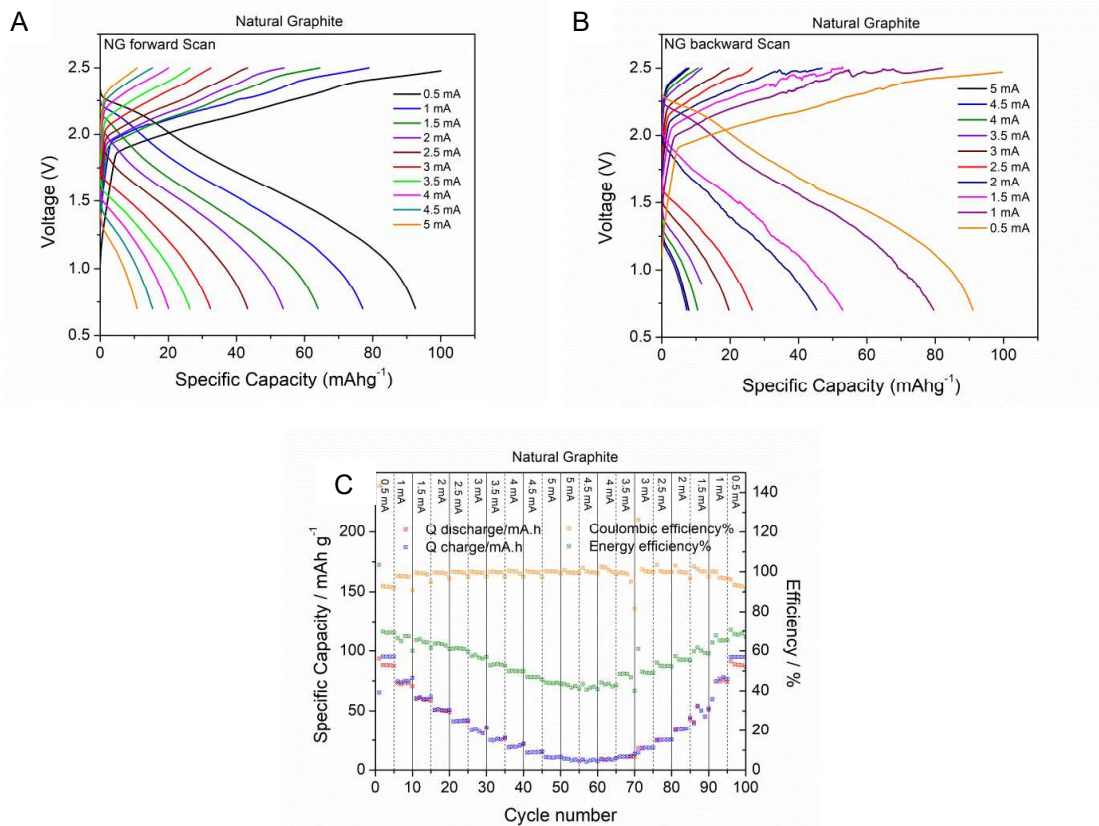 A
Natural Graphite
NG forward Scan
2.5
2.0
1.5
1.0
0.5
Voltage (V)
0.5 mA
1 mA
1.5 mA
2 mA
2.5 mA
3 mA
3.5 mA
4 mA
4.5 mA
5 mA
0 20 40 60 80 100
Specific Capacity (mAhg⁻¹)
B
Natural Graphite
NG backward Scan
2.5
2.0
1.5
1.0
0.5
Voltage (V)
5 mA
4.5 mA
4 mA
3.5 mA
3 mA
2.5 mA
2 mA
1.5 mA
1 mA
0.5 mA
0 20 40 60 80 100
Specific Capacity (mAhg⁻¹)
C
Natural Graphite
0.5 mA 1 mA 1.5 mA 2 mA 2.5 mA 3 mA 3.5 mA 4 mA 4.5 mA 5 mA 5 mA 4.5 mA 4 mA 3.5 mA 3 mA 2.5 mA 2 mA 1.5 mA 1 mA 0.5 mA
Q discharge/mA.h Coulombic efficiency%
Q charge/mA.h Energy efficiency%
200
150
100
50
0
Specific Capacity / mAh g⁻¹
140
120
100
80
60
40
20
0
Efficiency / %
0 10 20 30 40 50 60 70 80 90 100
Cycle number